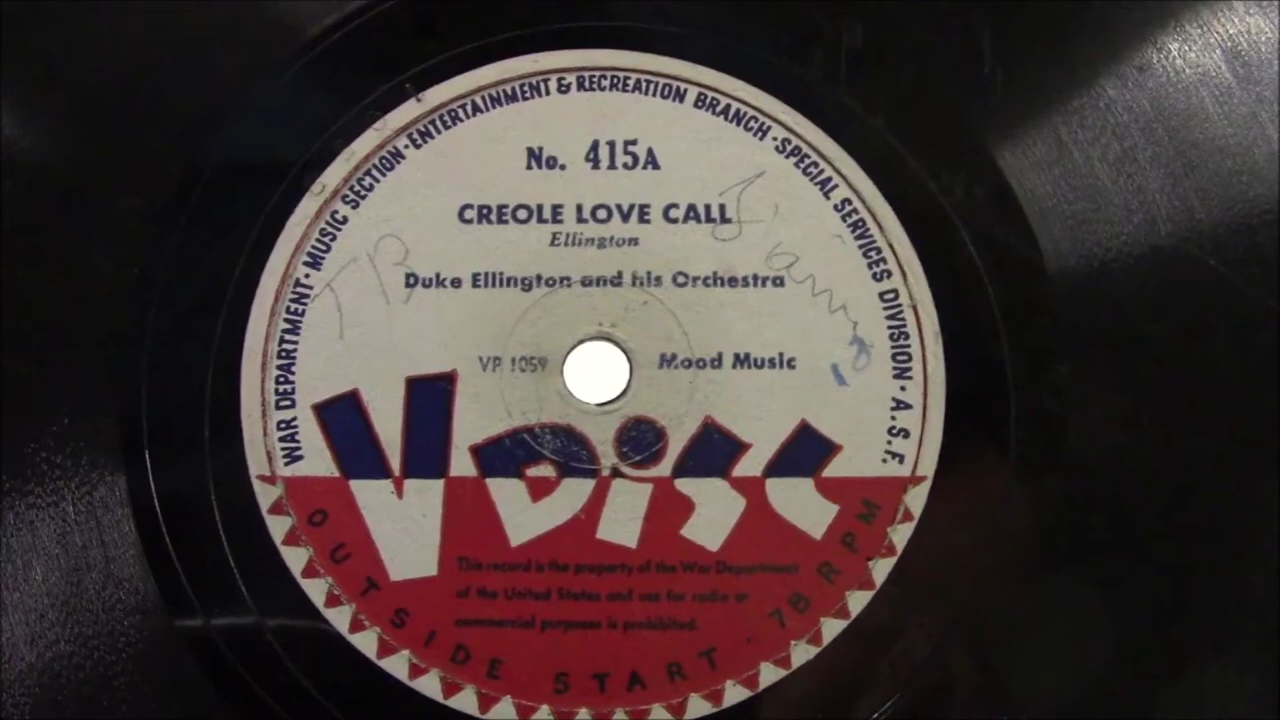 WAR DEPARTMENT · MUSIC SECTION · ENTERTAINMENT & RECREATION BRANCH · SPECIAL SERVICES DIVISION · A.S.F.
No. 415A
CREOLE LOVE CALL
Ellington
Duke Ellington and his Orchestra
TB
VP 1059 Mood Music
V DiSC
This record is the property of the War Department
of the United States and use for radio or
commercial purposes is prohibited.
OUTSIDE START · 78 RPM